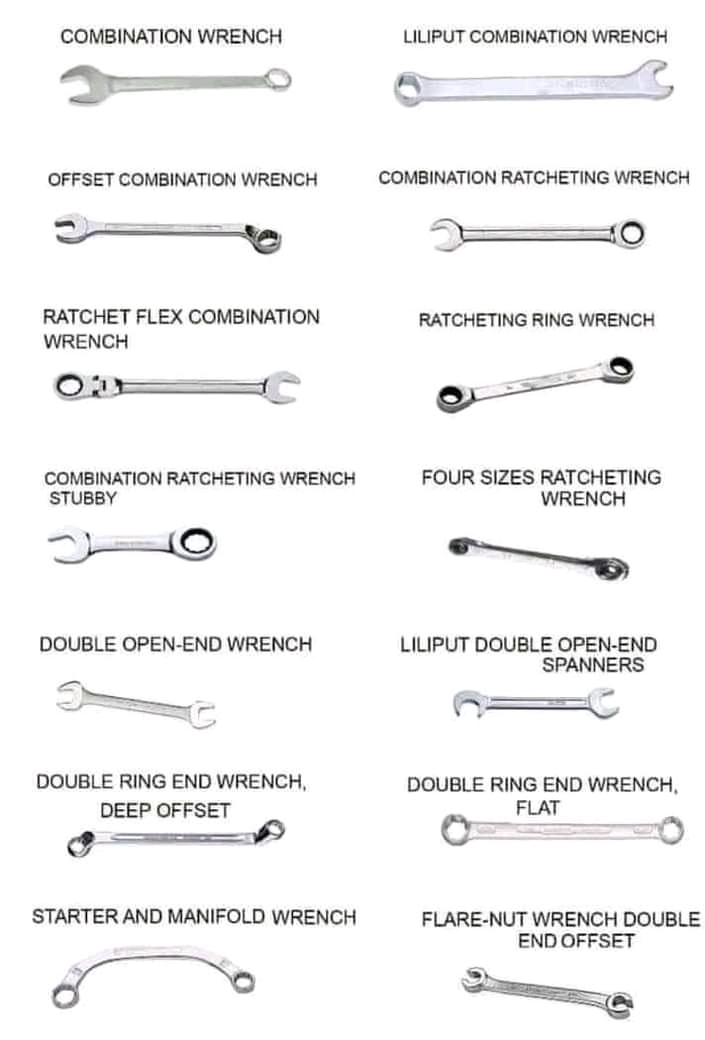 COMBINATION WRENCH
LILIPUT COMBINATION WRENCH
OFFSET COMBINATION WRENCH
COMBINATION RATCHETING WRENCH
RATCHET FLEX COMBINATION
WRENCH
RATCHETING RING WRENCH
COMBINATION RATCHETING WRENCH
STUBBY
FOUR SIZES RATCHETING
WRENCH
DOUBLE OPEN-END WRENCH
LILIPUT DOUBLE OPEN-END
SPANNERS
DOUBLE RING END WRENCH,
DEEP OFFSET
DOUBLE RING END WRENCH,
FLAT
STARTER AND MANIFOLD WRENCH
FLARE-NUT WRENCH DOUBLE
END OFFSET